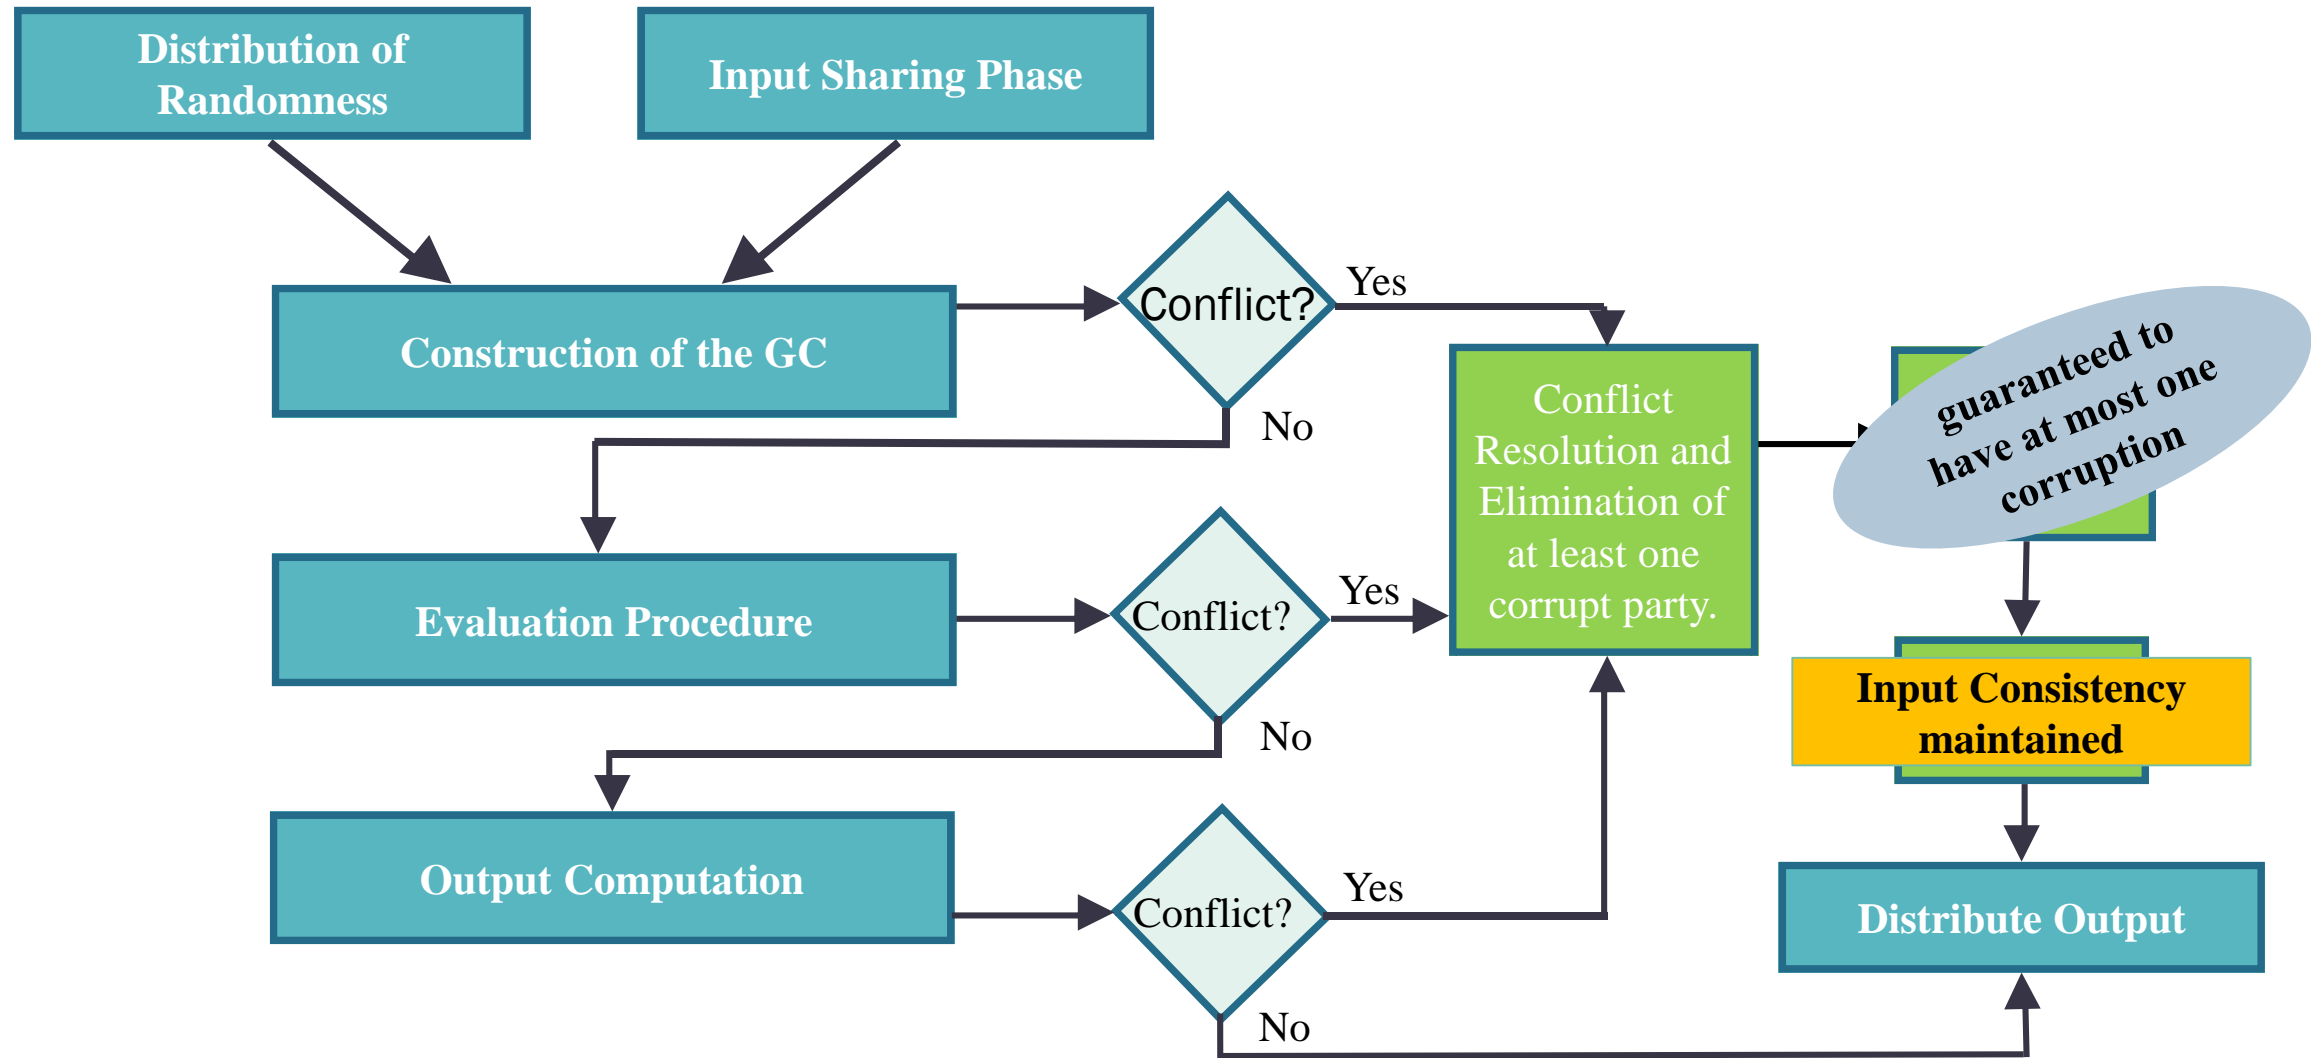 Distribution of
Randomness
Input Sharing Phase
Construction of the GC
Conflict?
Yes
No
Evaluation Procedure
Conflict?
Yes
No
Output Computation
Conflict?
Yes
No
Conflict
Resolution and
Elimination of
at least one
corrupt party.
guaranteed to
have at most one
corruption
Input Consistency
maintained
Distribute Output